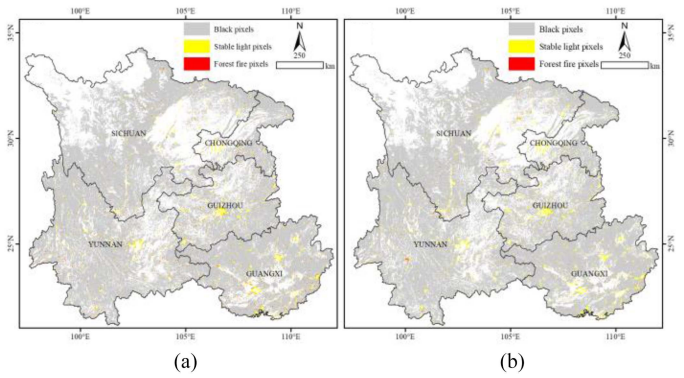 100°E 105°E 110°E
35°N
30°N
25°N
Black pixels
Stable light pixels
Forest fire pixels
N
250
km
SICHUAN
CHONGQING
GUIZHOU
YUNNAN
GUANGXI
100°E 105°E 110°E
(a)
100°E 105°E 110°E
35°N
30°N
25°N
Black pixels
Stable light pixels
Forest fire pixels
N
250
km
SICHUAN
CHONGQING
GUIZHOU
YUNNAN
GUANGXI
100°E 105°E 110°E
(b)